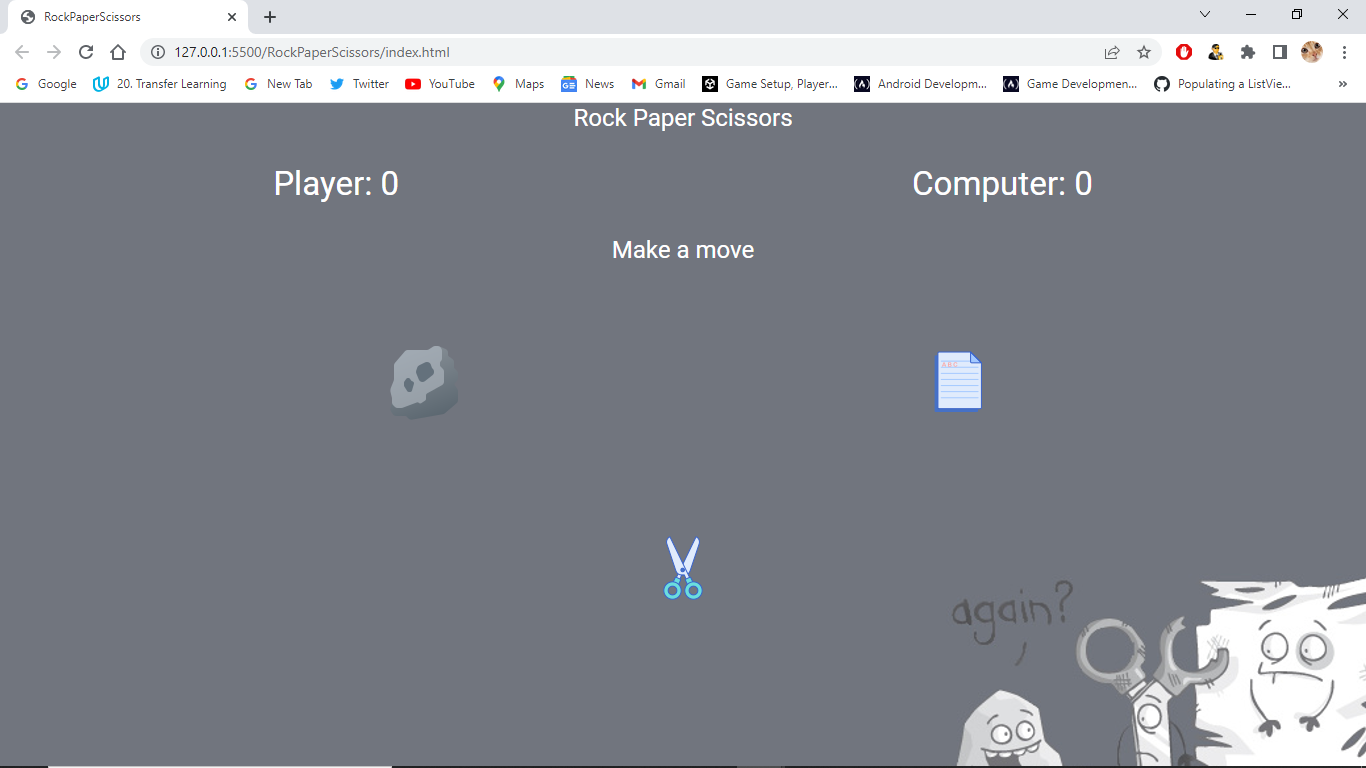 RockPaperScissors
127.0.0.1:5500/RockPaperScissors/index.html
Google 20. Transfer Learning New Tab Twitter YouTube Maps News Gmail Game Setup, Player... Android Developm... Game Developmen... Populating a ListVie... »
Rock Paper Scissors
Player: 0 Computer: 0
Make a move
ABC
again?